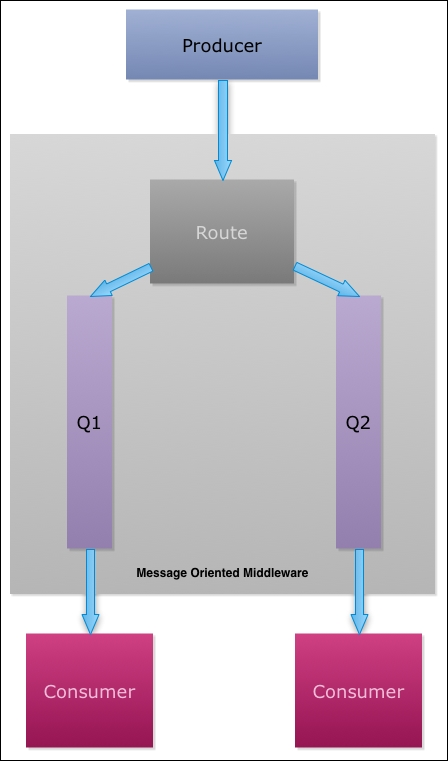 Producer
Route
Q1
Q2
Message Oriented Middleware
Consumer
Consumer